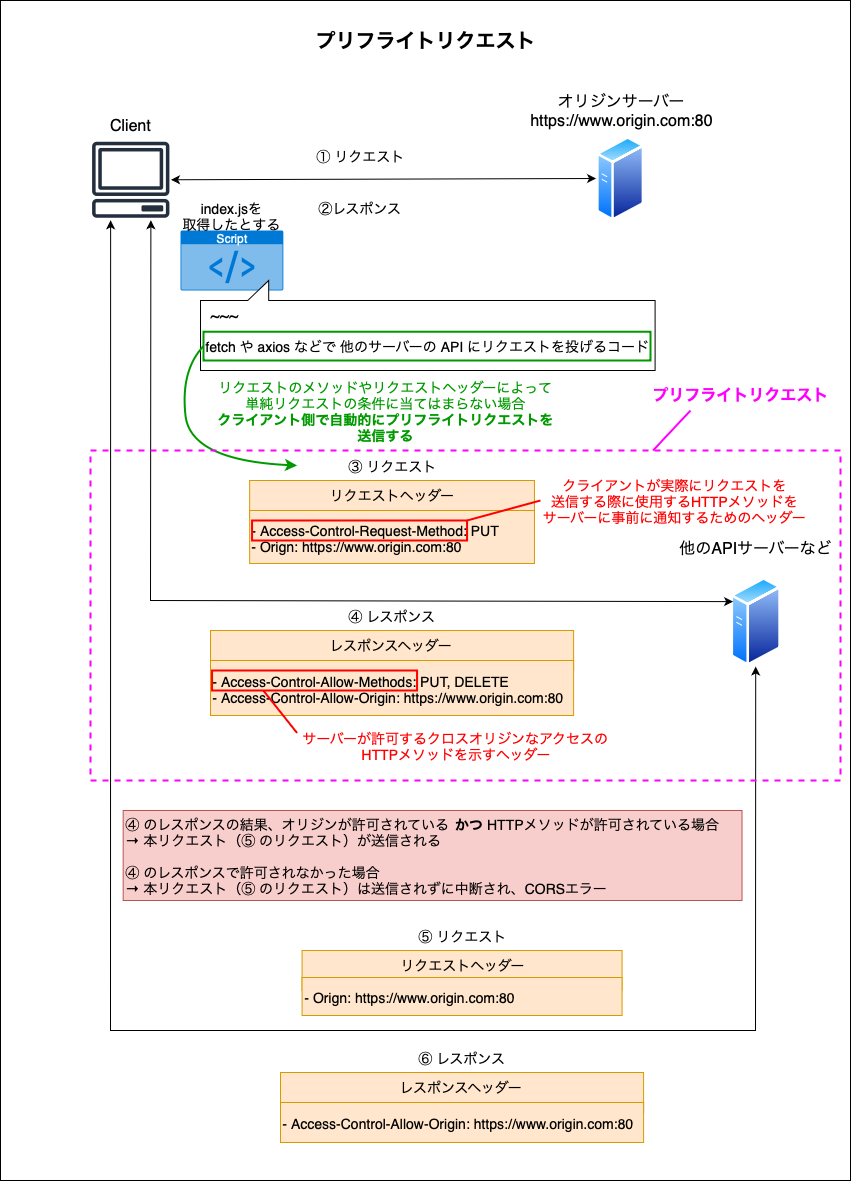 プリフライトリクエスト
オリジンサーバー
https://www.origin.com:80
Client
① リクエスト
②レスポンス
index.jsを
取得したとする
Script
</>
~~~
fetch や axios などで 他のサーバーの API にリクエストを投げるコード
リクエストのメソッドやリクエストヘッダーによって
単純リクエストの条件に当てはまらない場合
クライアント側で自動的にプリフライトリクエストを
送信する
プリフライトリクエスト
③ リクエスト
リクエストヘッダー
- Access-Control-Request-Method: PUT
- Orign: https://www.origin.com:80
クライアントが実際にリクエストを
送信する際に使用するHTTPメソッドを
サーバーに事前に通知するためのヘッダー
他のAPIサーバーなど
④ レスポンス
レスポンスヘッダー
- Access-Control-Allow-Methods: PUT, DELETE
- Access-Control-Allow-Origin: https://www.origin.com:80
サーバーが許可するクロスオリジンなアクセスの
HTTPメソッドを示すヘッダー
④ のレスポンスの結果、オリジンが許可されている かつ HTTPメソッドが許可されている場合
→ 本リクエスト（⑤ のリクエスト）が送信される
④ のレスポンスで許可されなかった場合
→ 本リクエスト（⑤ のリクエスト）は送信されずに中断され、CORSエラー
⑤ リクエスト
リクエストヘッダー
- Orign: https://www.origin.com:80
⑥ レスポンス
レスポンスヘッダー
- Access-Control-Allow-Origin: https://www.origin.com:80